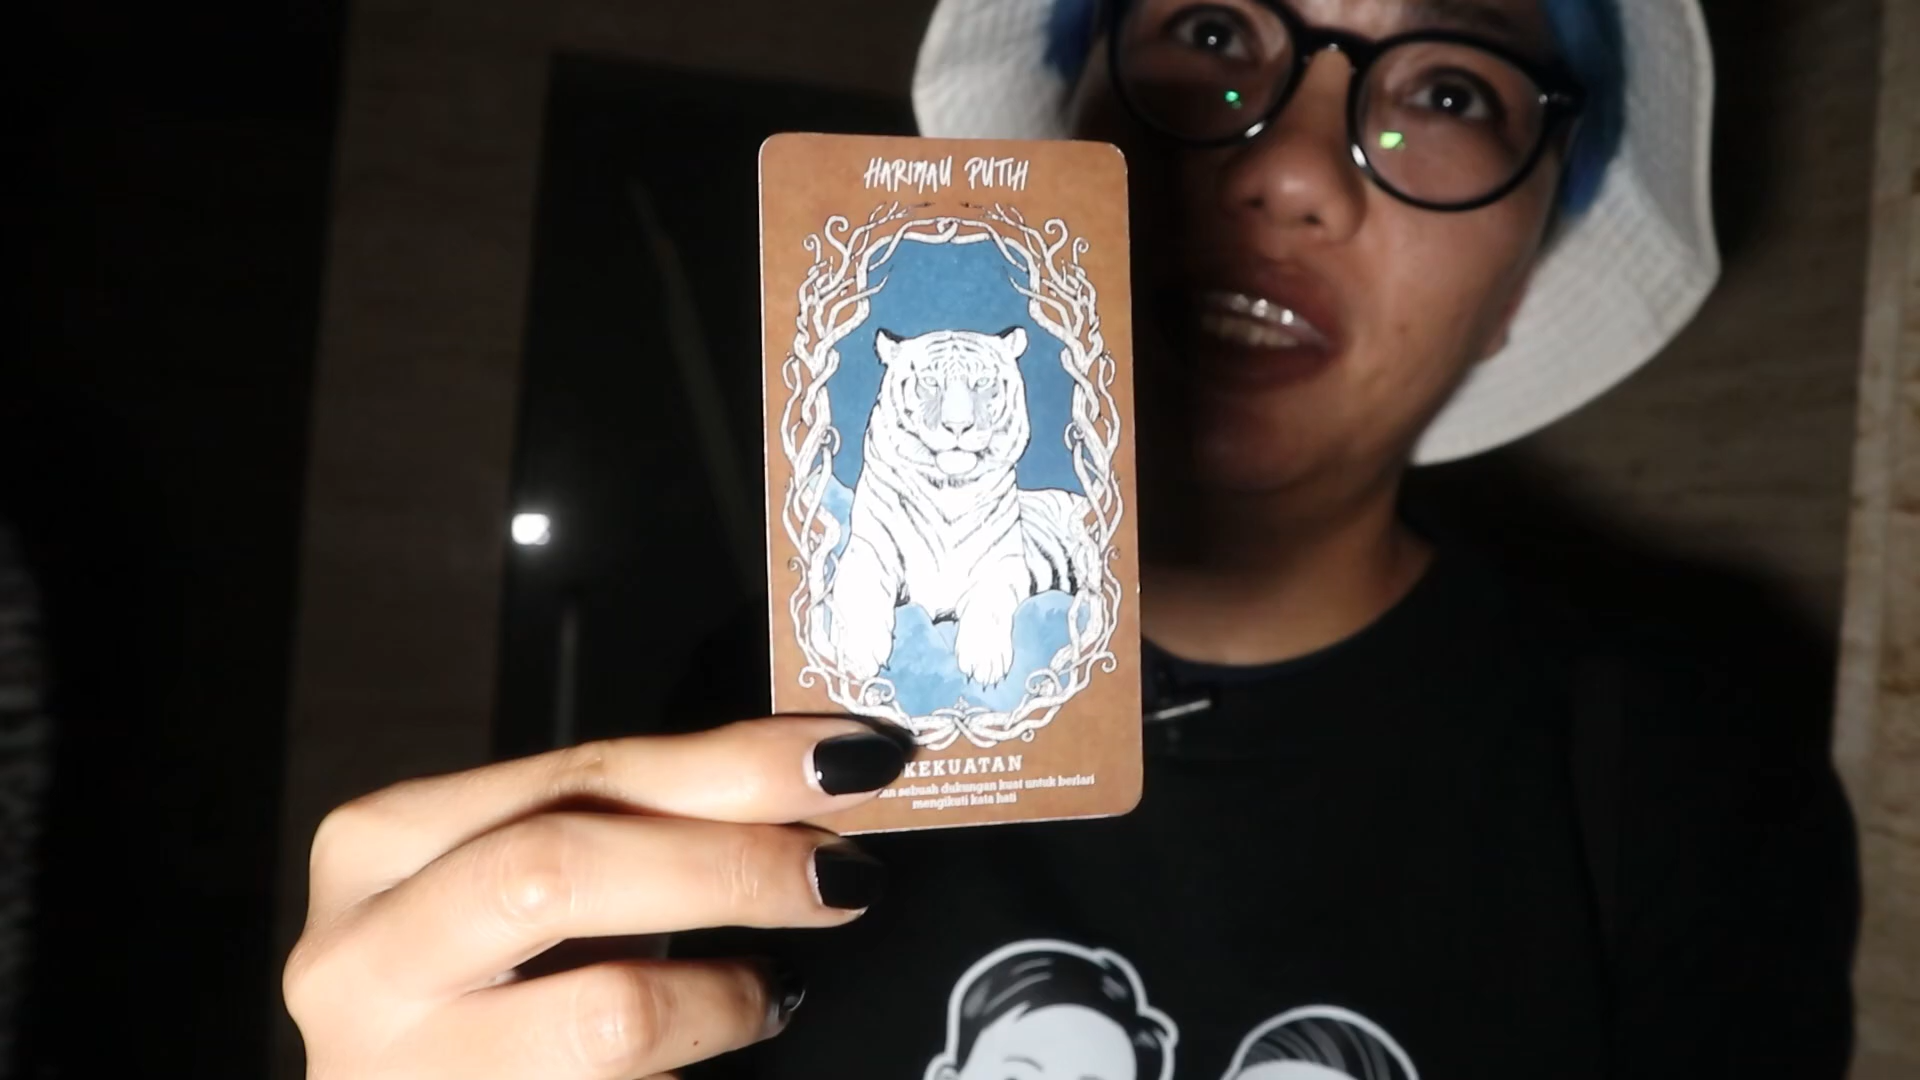 HARIMAU PUTIH
KEKUATAN
sebuah dukungan kuat untuk berlari
mengikuti kata hati